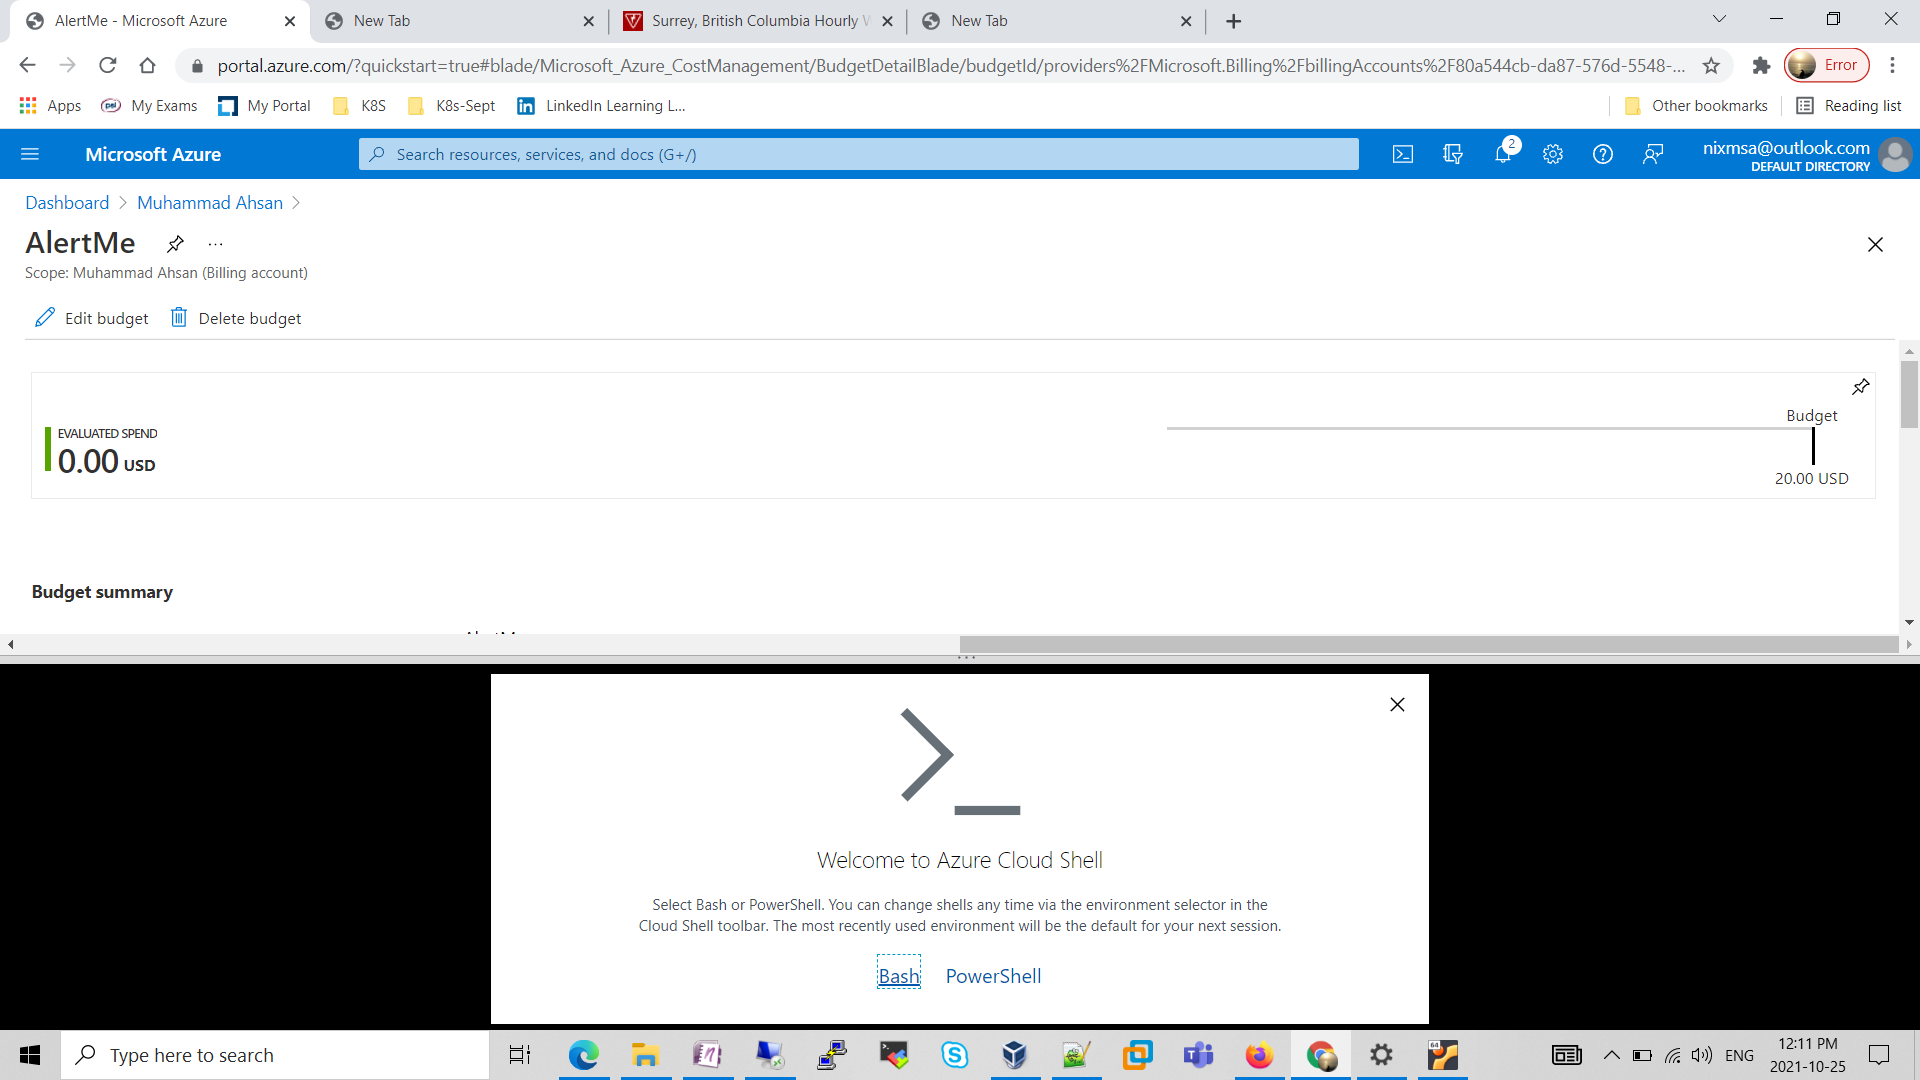 AlertMe - Microsoft Azure
New Tab
Surrey, British Columbia Hourly
New Tab
portal.azure.com/?quickstart=true#blade/Microsoft_Azure_CostManagement/BudgetDetailBlade/budgetId/providers%2FMicrosoft.Billing%2FbillingAccounts%2F80a544cb-da87-576d-5548-...
Error
Apps
My Exams
My Portal
K8S
K8s-Sept
LinkedIn Learning L...
Other bookmarks
Reading list
Microsoft Azure
Search resources, services, and docs (G+/)
2
nixmsa@outlook.com
DEFAULT DIRECTORY
Dashboard > Muhammad Ahsan >
AlertMe
...
Scope: Muhammad Ahsan (Billing account)
Edit budget
Delete budget
EVALUATED SPEND
0.00 USD
Budget
20.00 USD
Budget summary
Welcome to Azure Cloud Shell
Select Bash or PowerShell. You can change shells any time via the environment selector in the
Cloud Shell toolbar. The most recently used environment will be the default for your next session.
Bash
PowerShell
Type here to search
ENG
12:11 PM
2021-10-25